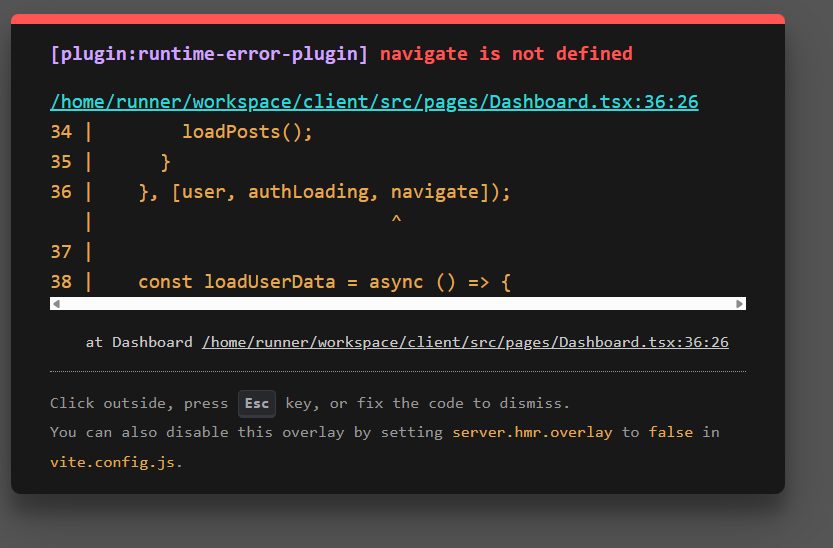 [plugin:runtime-error-plugin] navigate is not defined
/home/runner/workspace/client/src/pages/Dashboard.tsx:36:26
34 |        loadPosts();
35 |      }
36 |    }, [user, authLoading, navigate]);
   |                           ^
37 |
38 |    const loadUserData = async () => {
at Dashboard /home/runner/workspace/client/src/pages/Dashboard.tsx:36:26
Click outside, press Esc key, or fix the code to dismiss.
You can also disable this overlay by setting server.hmr.overlay to false in
vite.config.js.